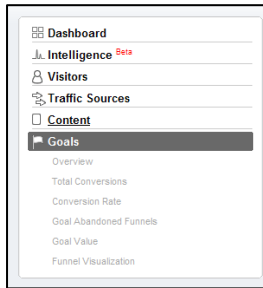 Dashboard
Intelligence Beta
Visitors
Traffic Sources
Content
Goals
Overview
Total Conversions
Conversion Rate
Goal Abandoned Funnels
Goal Value
Funnel Visualization